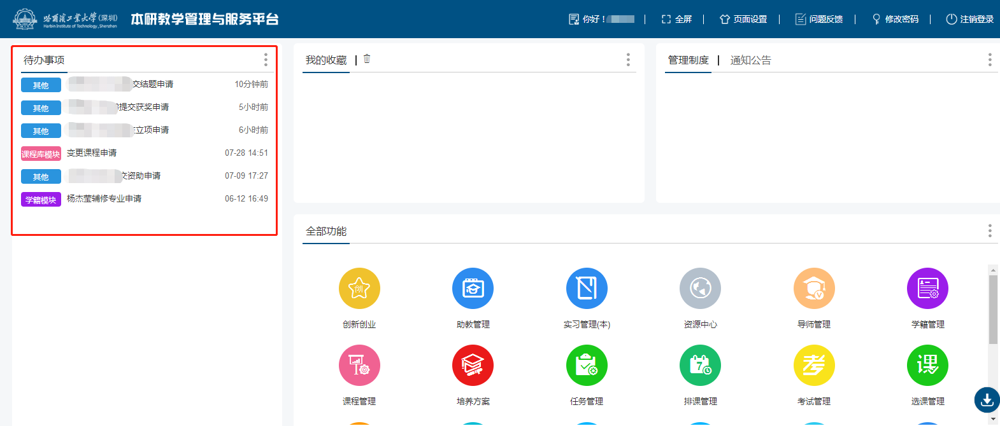 哈爾濱工業大學(深圳)
Harbin Institute of Technology, Shenzhen
本研教学管理与服务平台
你好！
全屏
页面设置
问题反馈
修改密码
注销登录
待办事项
其他 交结题申请 10分钟前
其他 提交获奖申请 5小时前
其他 立项申请 6小时前
课程库模块 变更课程申请 07-28 14:51
其他 交资助申请 07-09 17:27
学籍模块 杨杰莹辅修专业申请 06-12 16:49
我的收藏
管理制度 | 通知公告
全部功能
创
创新创业 助教管理 实习管理(本) 资源中心 导师管理 学籍管理
7 考 课
课程管理 培养方案 任务管理 排课管理 考试管理 选课管理